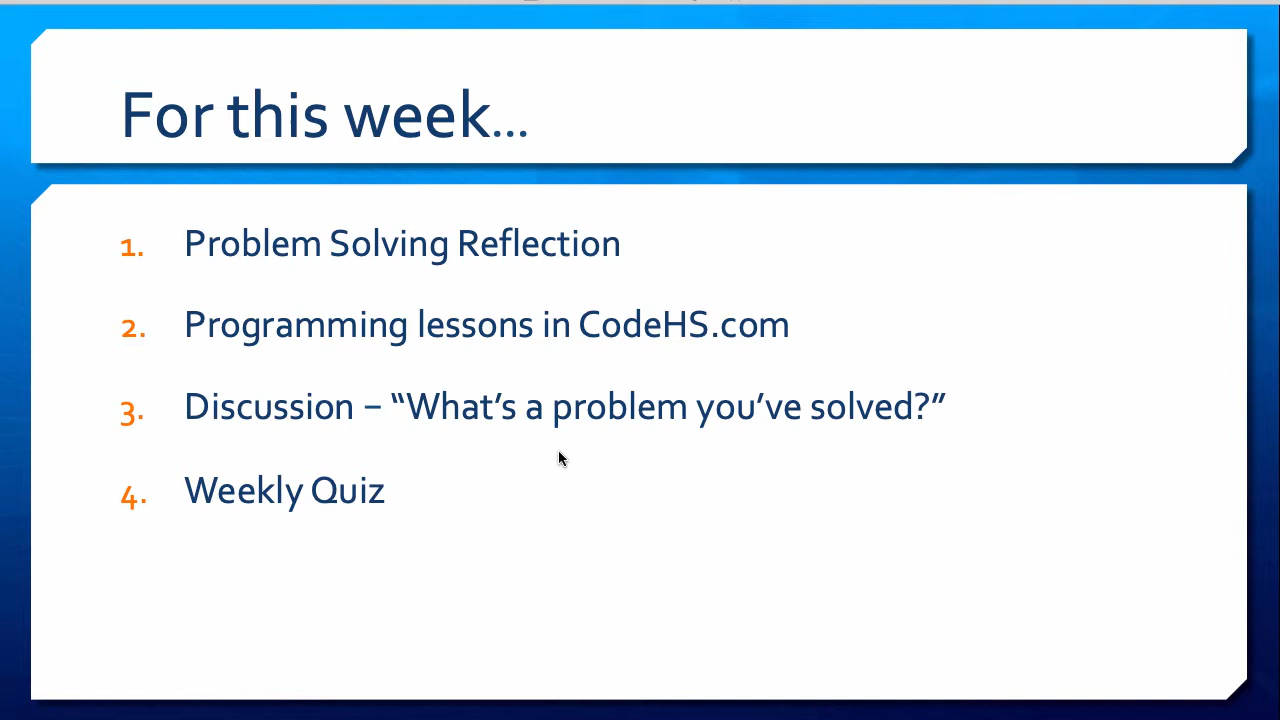 For this week...
1. Problem Solving Reflection
2. Programming lessons in CodeHS.com
3. Discussion – “What’s a problem you’ve solved?”
4. Weekly Quiz